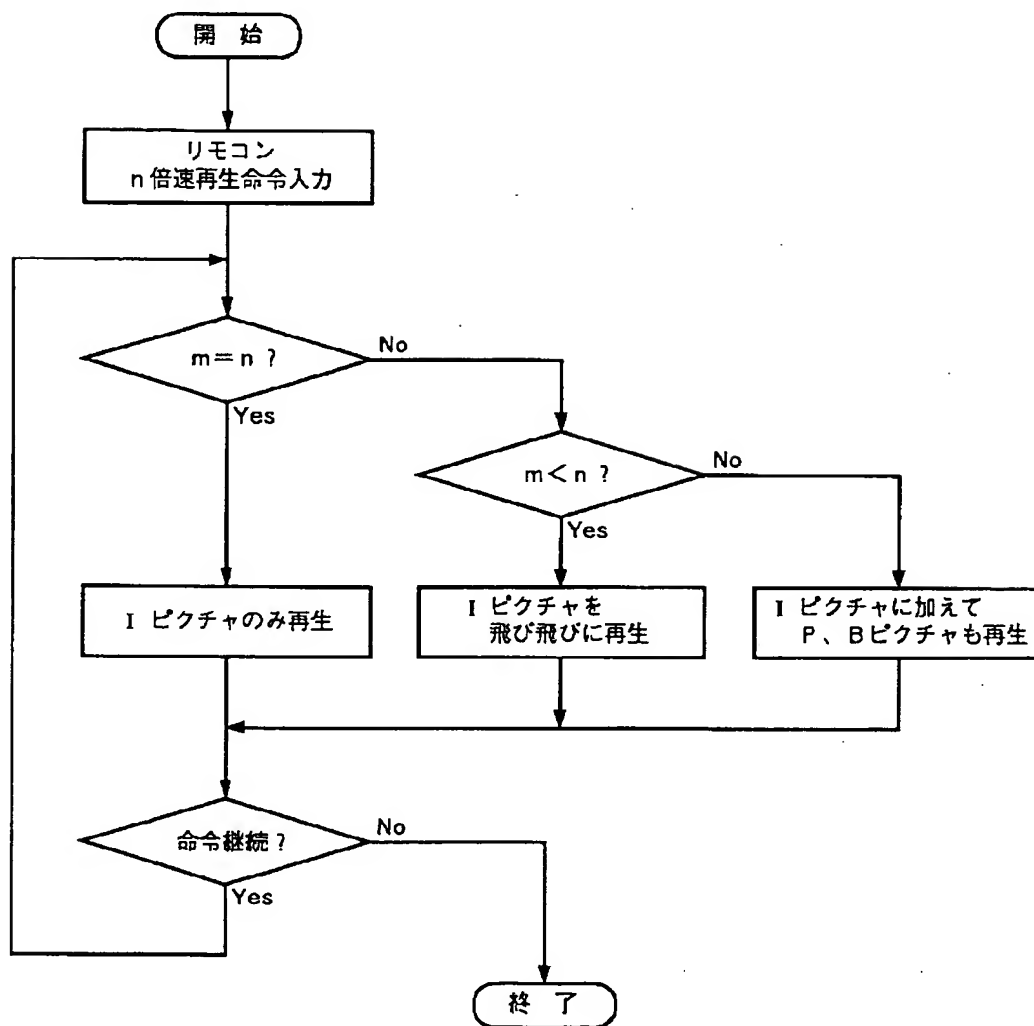 開 始
リモコン
n倍速再生命令入力
m=n ?
No
Yes
m<n ?
No
Yes
I ピクチャのみ再生
I ピクチャを
飛び飛びに再生
I ピクチャに加えて
P、Bピクチャも再生
命令継続?
No
Yes
終 了